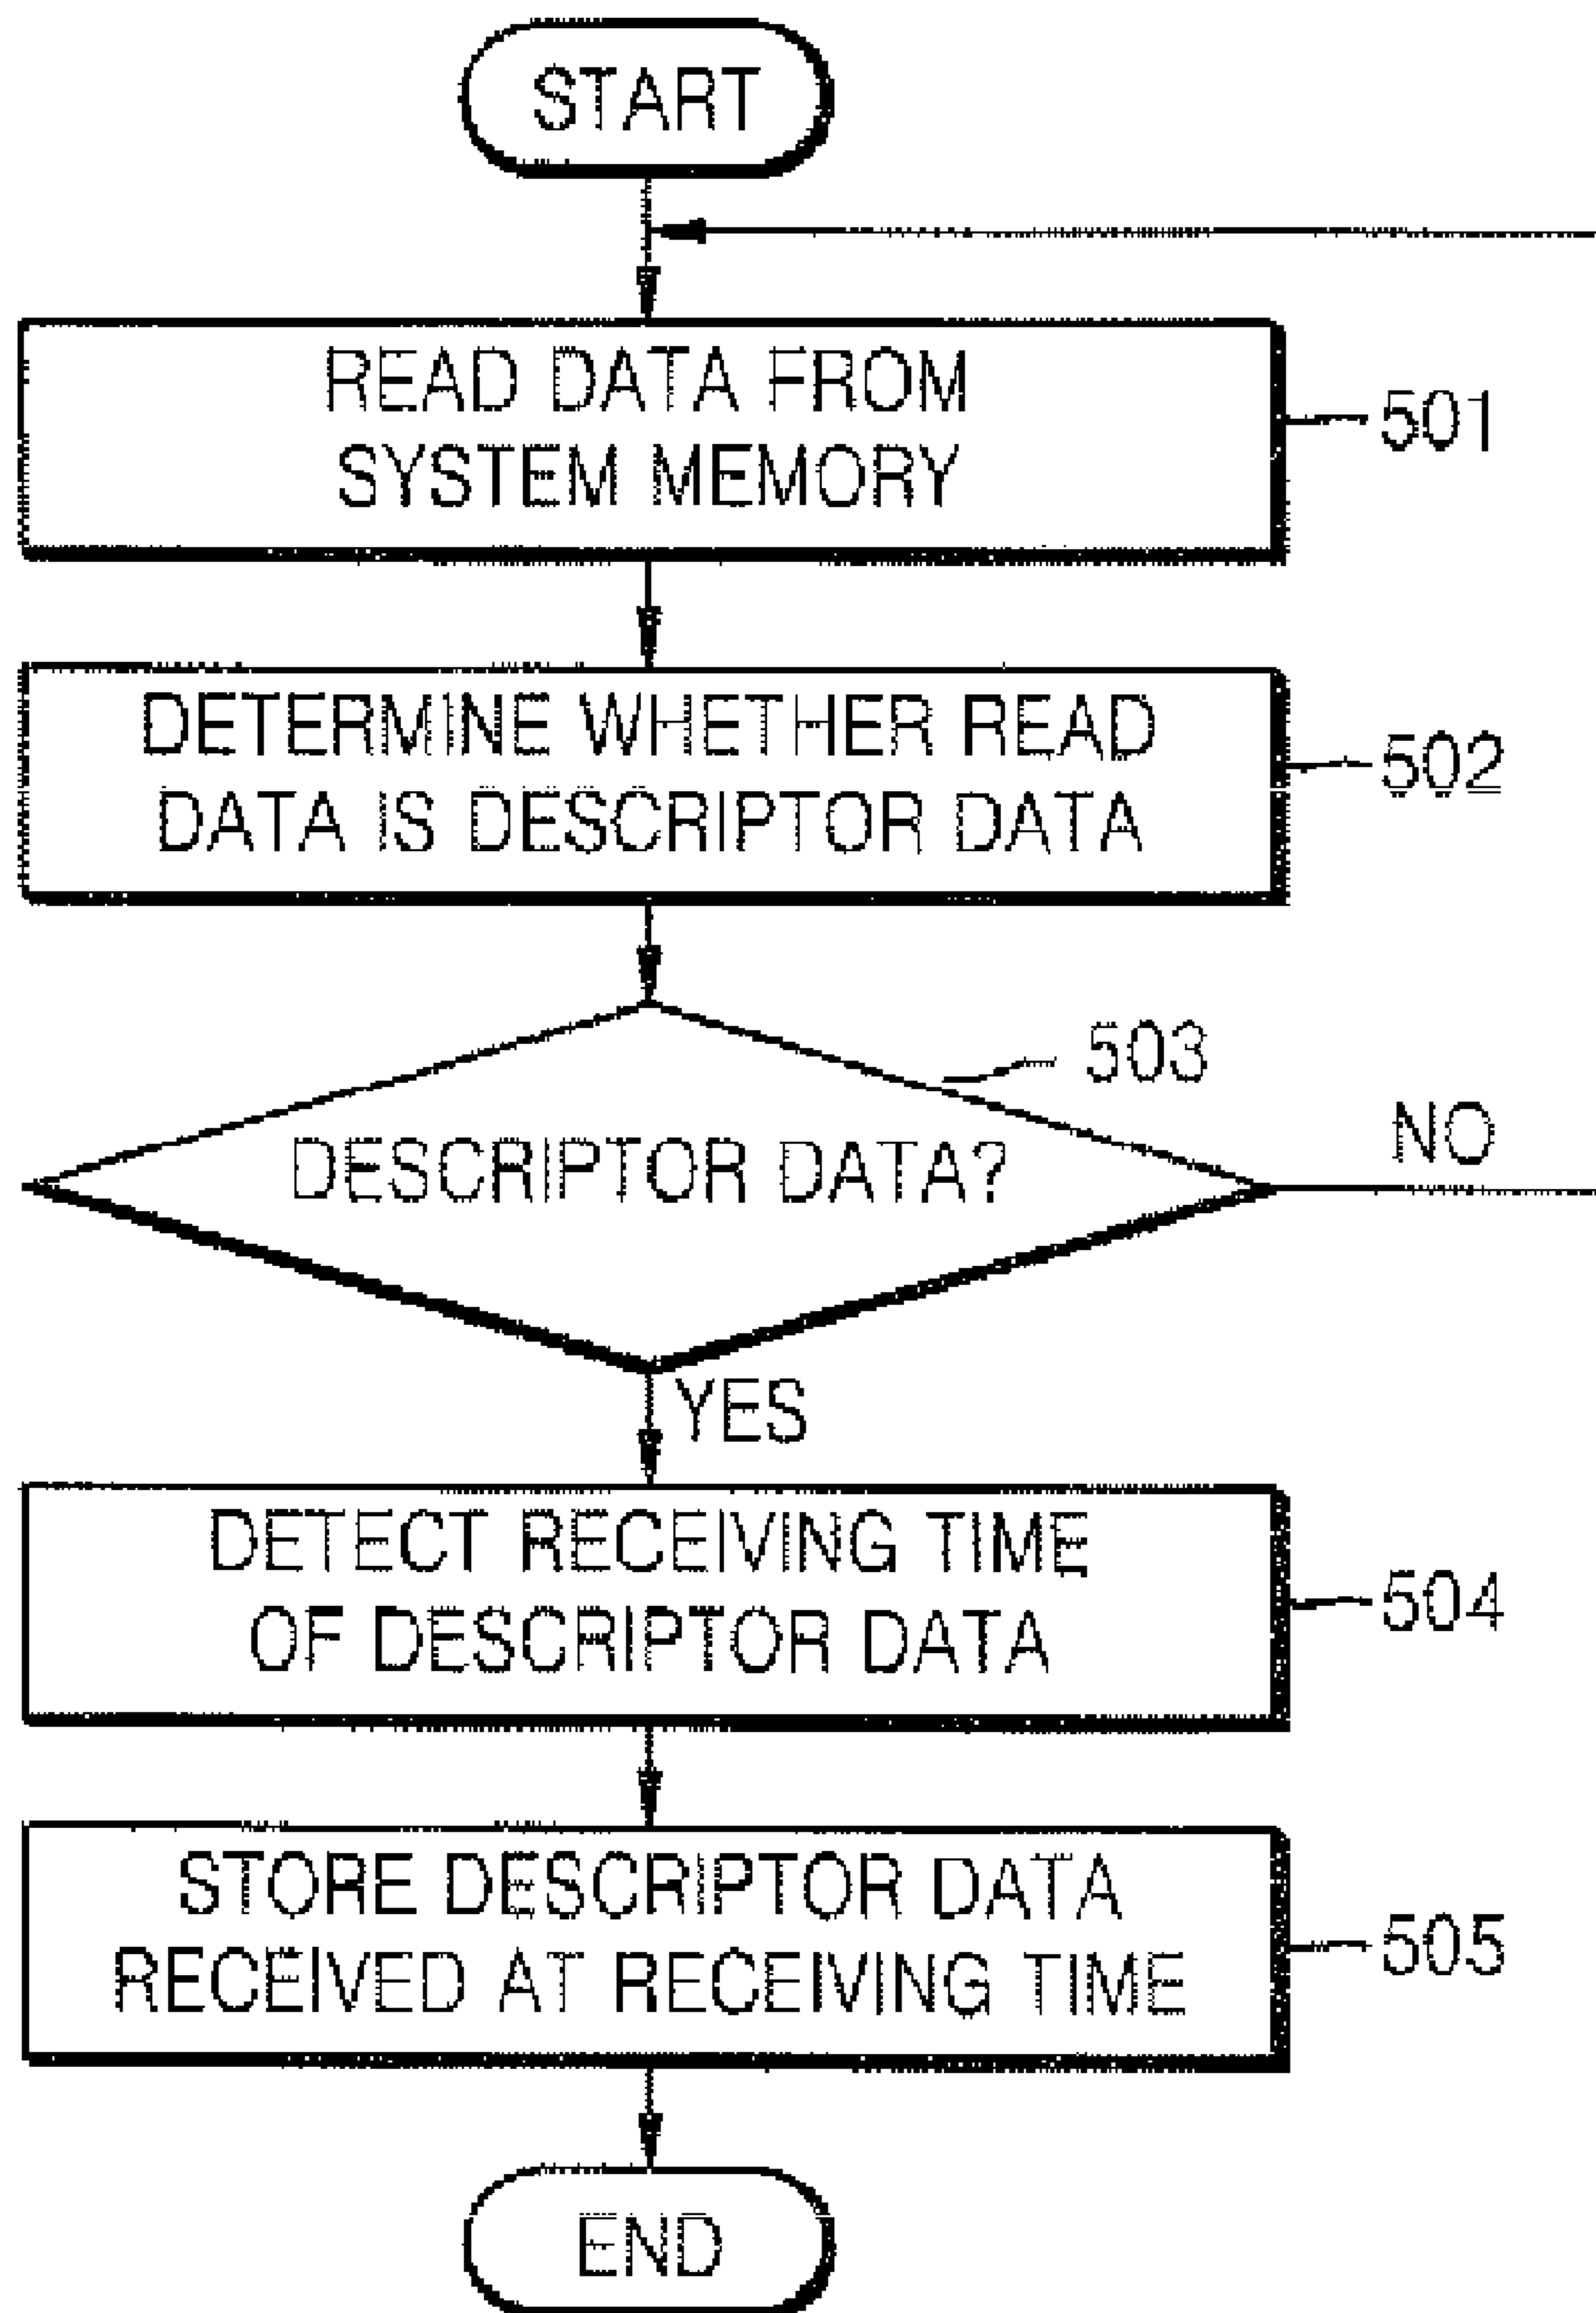 START
READ DATA FROM
SYSTEM MEMORY
501
DETERMINE WHETHER READ
DATA IS DESCRIPTOR DATA
502
503
DESCRIPTOR DATA?
NO
YES
DETECT RECEIVING TIME
OF DESCRIPTOR DATA
504
STORE DESCRIPTOR DATA
RECEIVED AT RECEIVING TIME
505
END